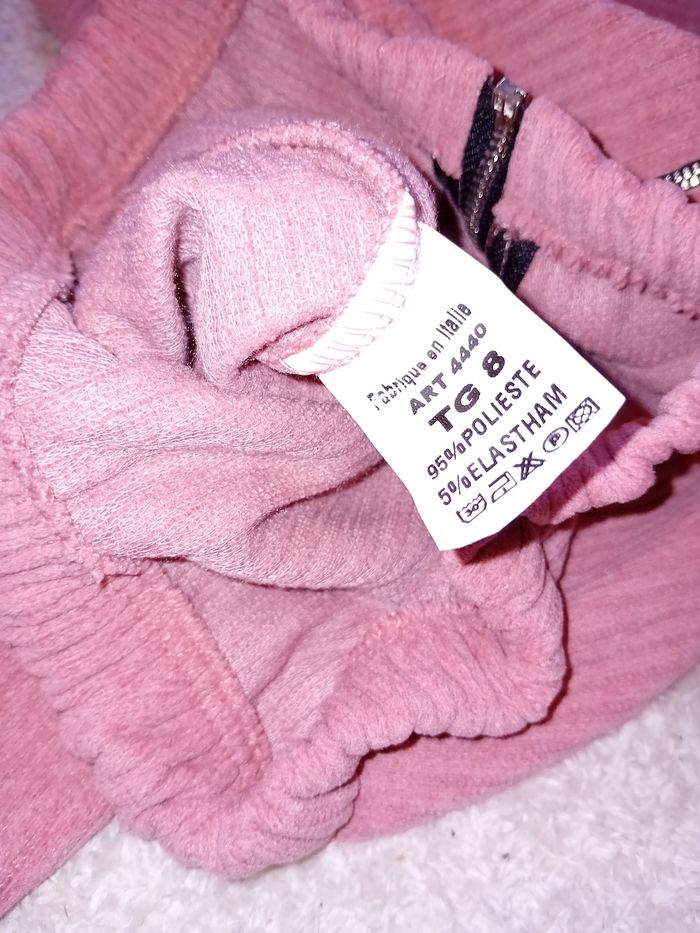 Fabriqué en Italie
ART 4440
TG 8
95%POLIESTE
5%ELASTHAM